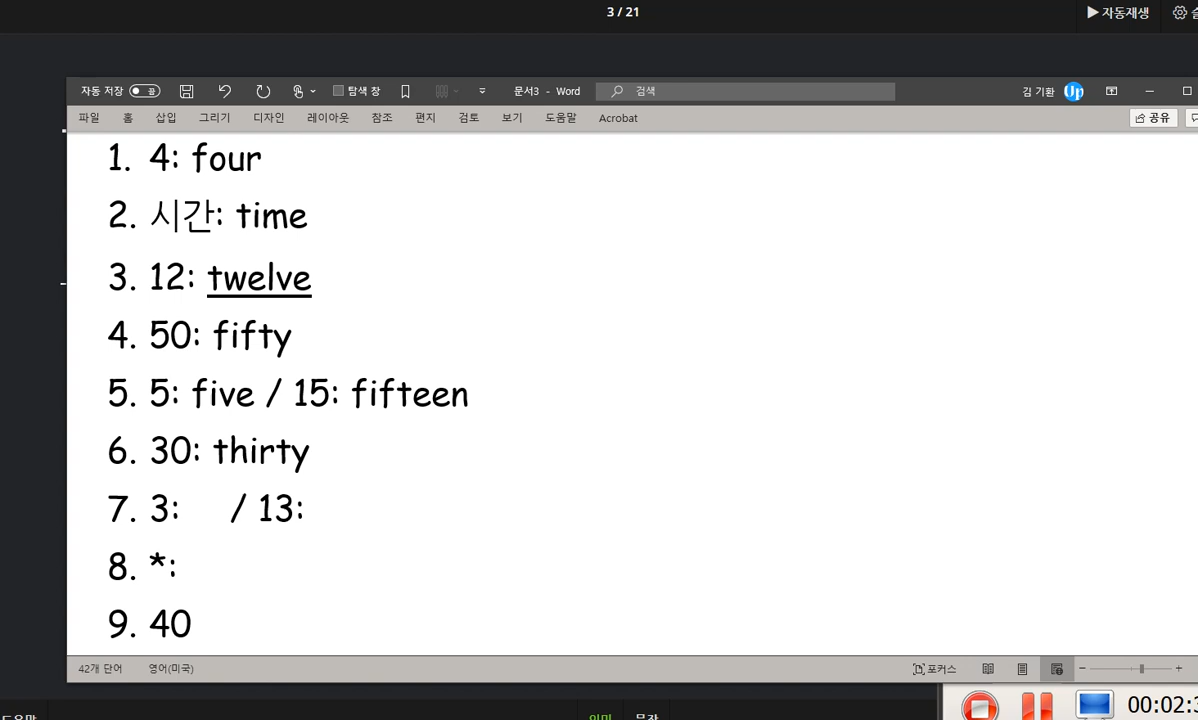 3 / 21
▶ 자동재생
자동 저장 끔 탐색 창 문서3 - Word 검색 김 기환 Up
파일 홈 삽입 그리기 디자인 레이아웃 참조 편지 검토 보기 도움말 Acrobat 공유
1. 4: four
2. 시간: time
3. 12: twelve
4. 50: fifty
5. 5: five / 15: fifteen
6. 30: thirty
7. 3: / 13:
8. *:
9. 40
42개 단어 영어(미국) 포커스
00:02: